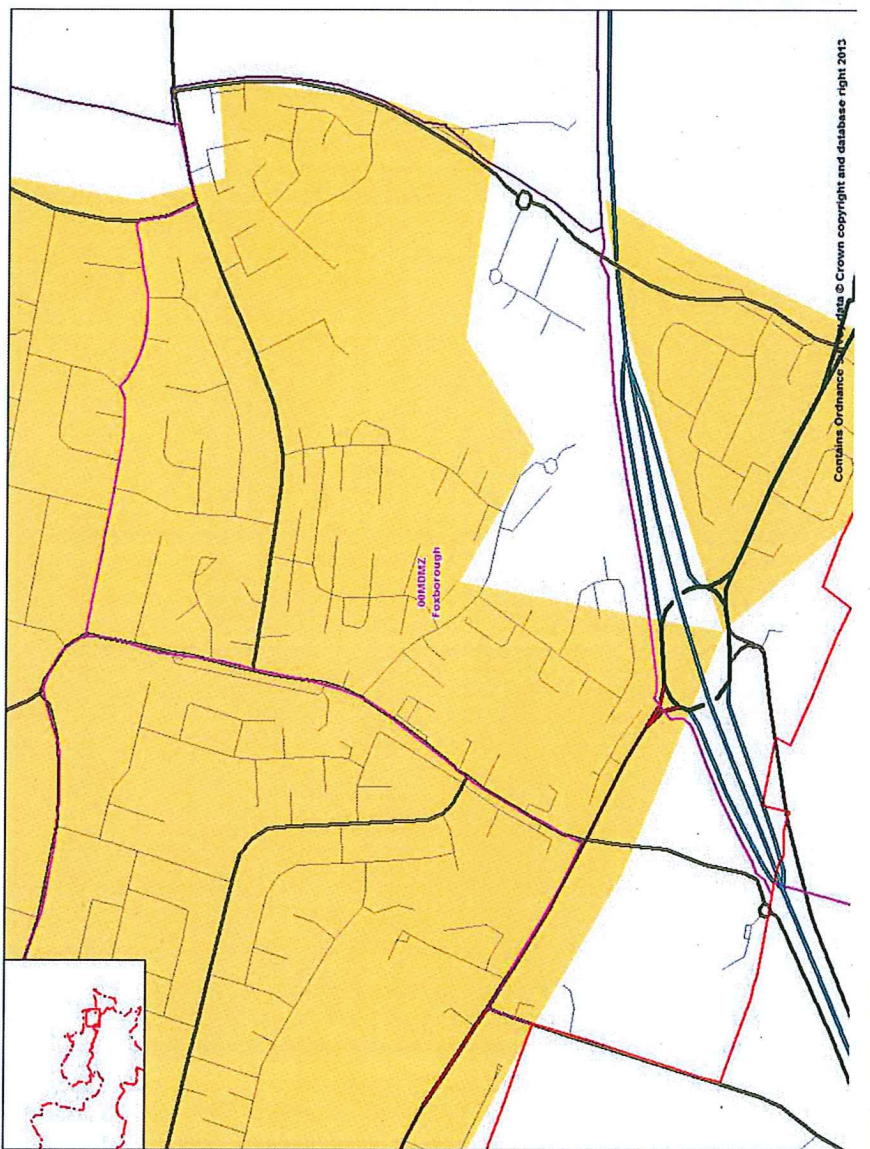 00MDMZ
Foxborough
Contains Ordnance Survey data © Crown copyright and database right 2013